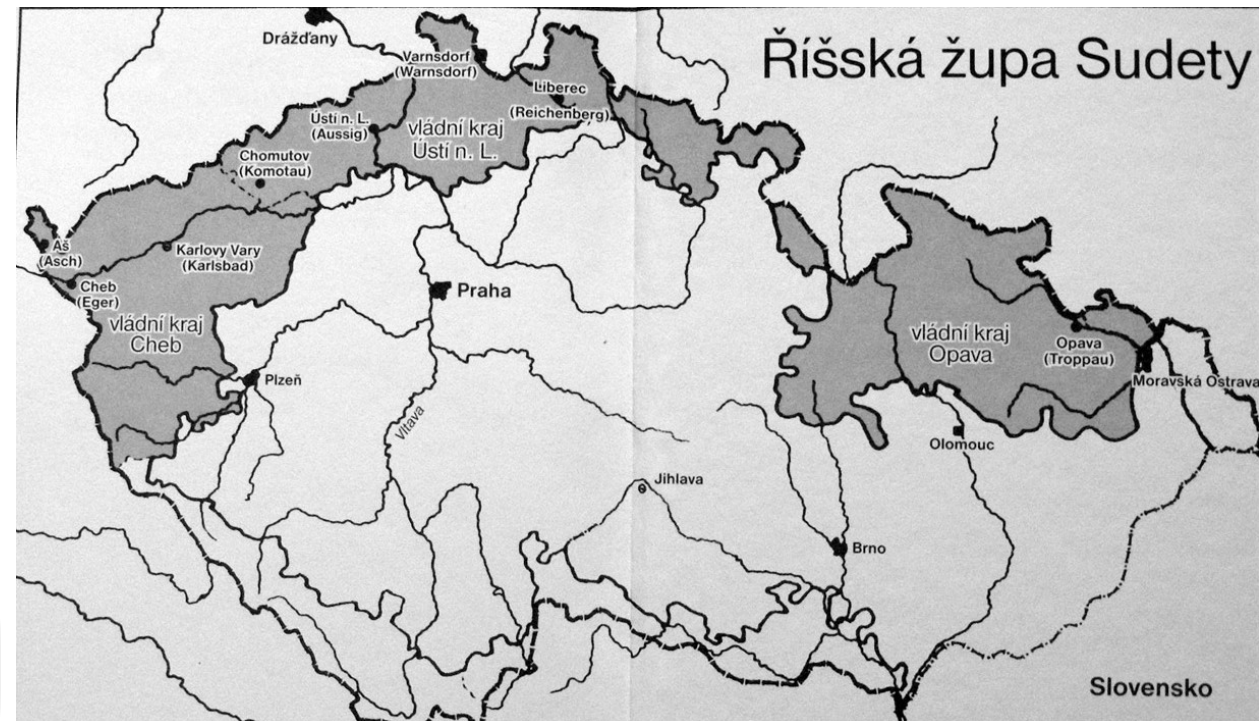 Říšská župa Sudety
Drážďany
Varnsdorf
(Warnsdorf)
Liberec
(Reichenberg)
Ústí n. L.
(Aussig)
vládní kraj
Ústí n. L.
Chomutov
(Komotau)
Aš
(Asch)
Karlovy Vary
(Karlsbad)
Cheb
(Eger)
Praha
vládní kraj
Cheb
vládní kraj
Opava
Opava
(Troppau)
Plzeň
Moravská Ostrava
Vltava
Olomouc
Jihlava
Brno
Slovensko